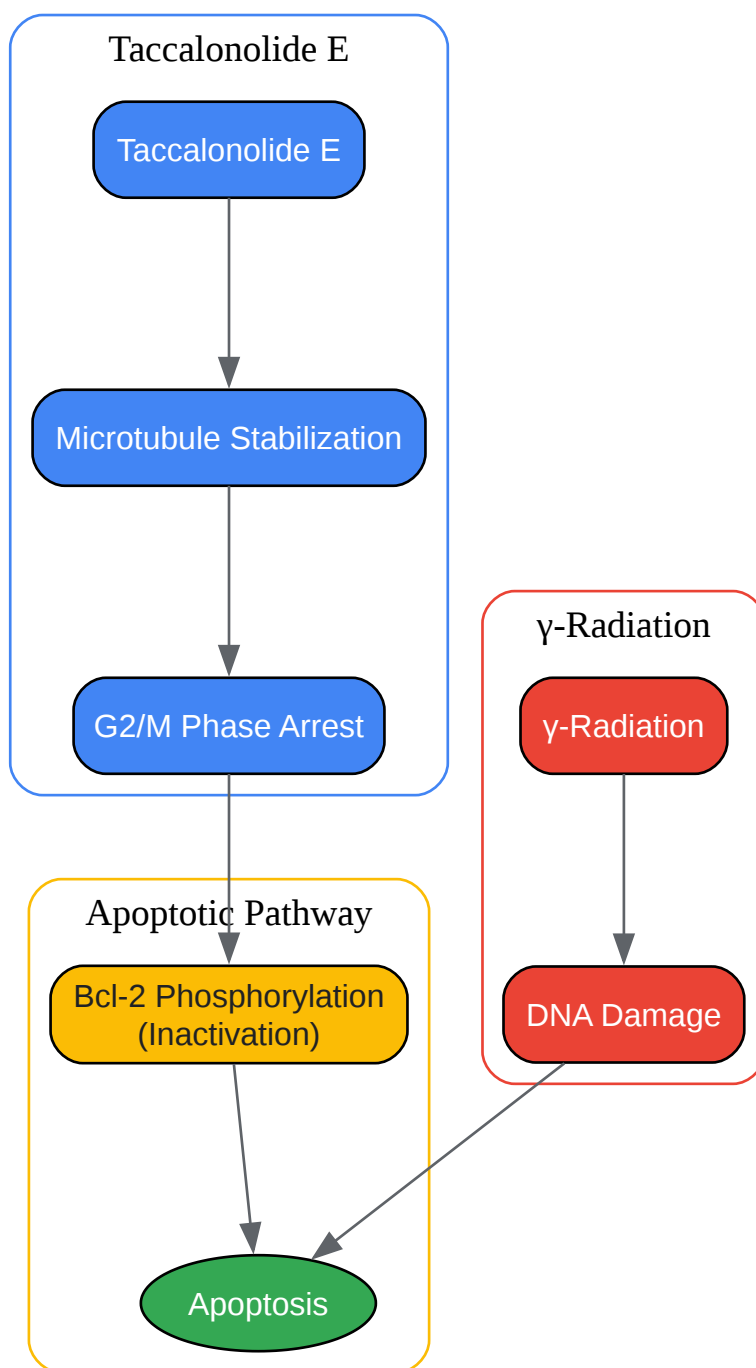 Taccalonolide E
Taccalonolide E
Microtubule Stabilization
G2/M Phase Arrest
γ-Radiation
γ-Radiation
DNA Damage
Apoptotic Pathway
Bcl-2 Phosphorylation
(Inactivation)
Apoptosis